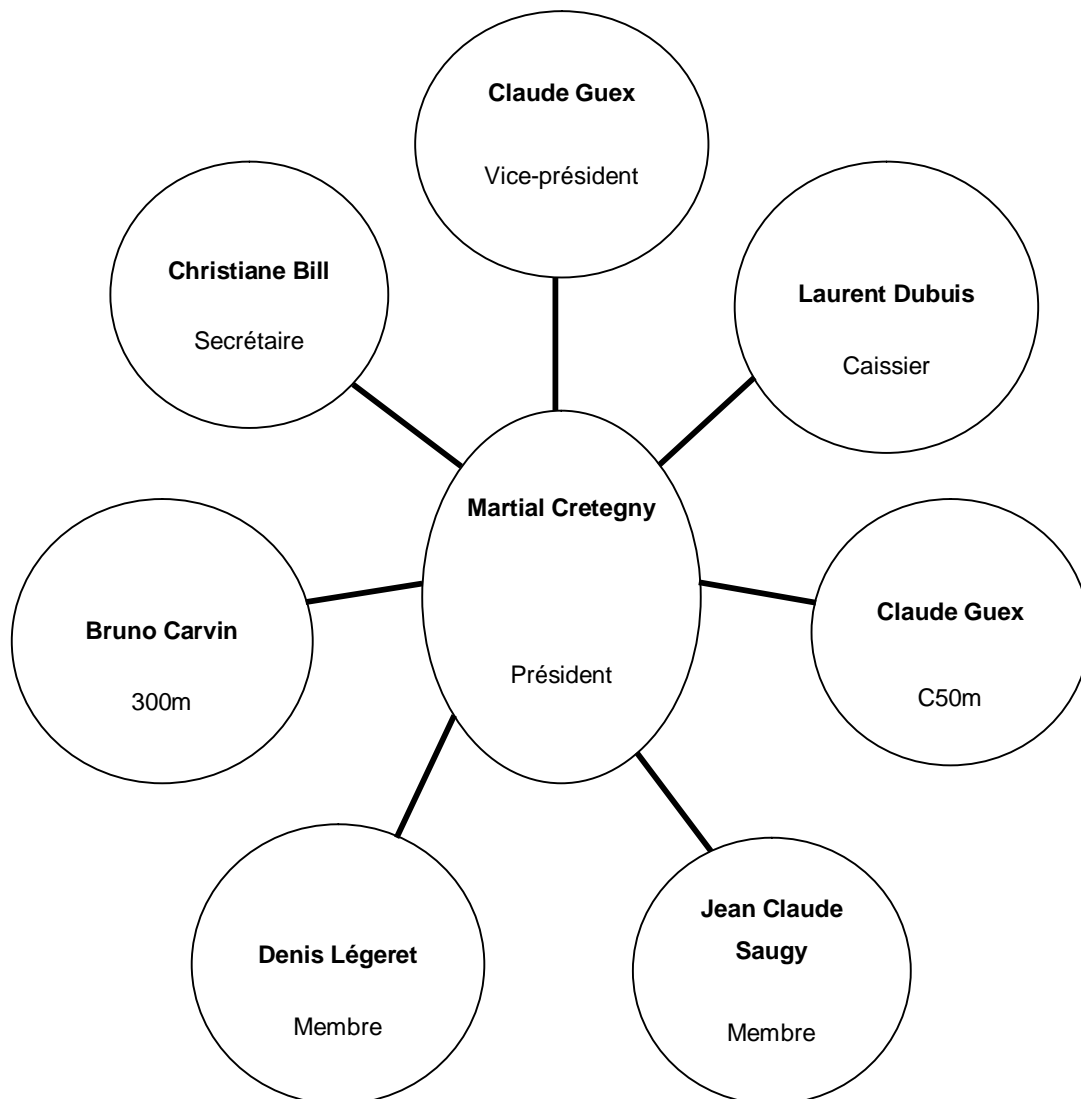 Claude Guex
Vice-président
Christiane Bill
Secrétaire
Laurent Dubuis
Caissier
Martial Cretegny
Président
Bruno Carvin
300m
Claude Guex
C50m
Denis Légeret
Membre
Jean Claude
Saugy
Membre